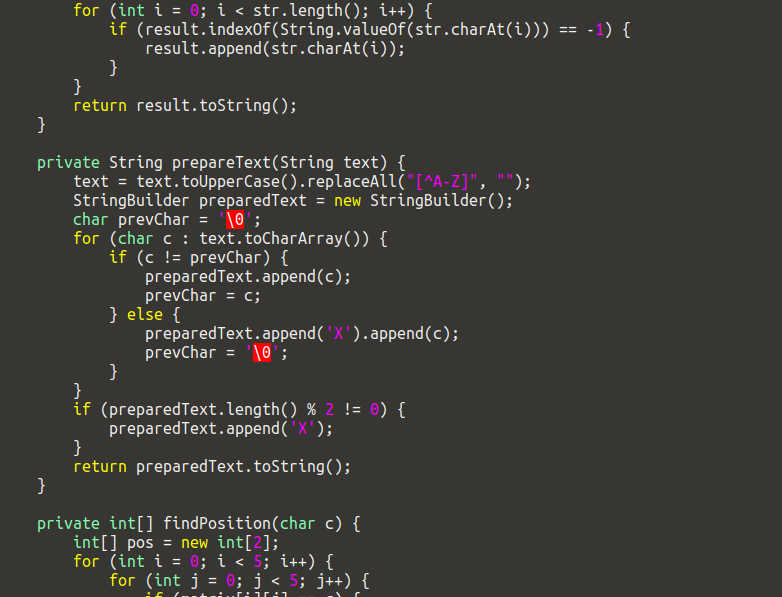 for (int i = 0; i < str.length(); i++) {
if (result.indexOf(String.valueOf(str.charAt(i))) == -1) {
result.append(str.charAt(i));
}
}
return result.toString();
}
private String prepareText(String text) {
text = text.toUpperCase().replaceAll("[^A-Z]", "");
StringBuilder preparedText = new StringBuilder();
char prevChar = '\0';
for (char c : text.toCharArray()) {
if (c != prevChar) {
preparedText.append(c);
prevChar = c;
} else {
preparedText.append('X').append(c);
prevChar = '\0';
}
}
if (preparedText.length() % 2 != 0) {
preparedText.append('X');
}
return preparedText.toString();
}
private int[] findPosition(char c) {
int[] pos = new int[2];
for (int i = 0; i < 5; i++) {
for (int j = 0; j < 5; j++) {